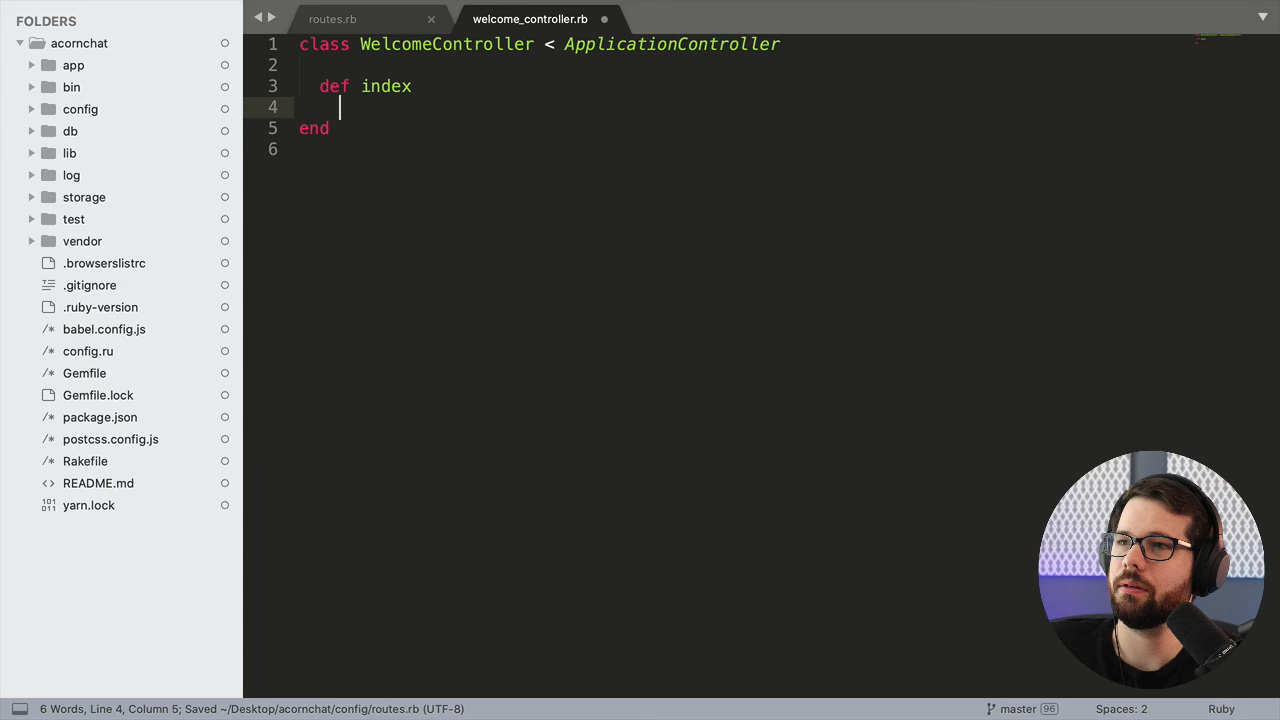 FOLDERS
acornchat
app
bin
config
db
lib
log
storage
test
vendor
.browserslistrc
.gitignore
.ruby-version
babel.config.js
config.ru
Gemfile
Gemfile.lock
package.json
postcss.config.js
Rakefile
README.md
yarn.lock
routes.rb
welcome_controller.rb
1 class WelcomeController < ApplicationController
2
3 def index
4
5 end
6
6 Words, Line 4, Column 5; Saved ~/Desktop/acornchat/config/routes.rb (UTF-8)
master 96
Spaces: 2
Ruby